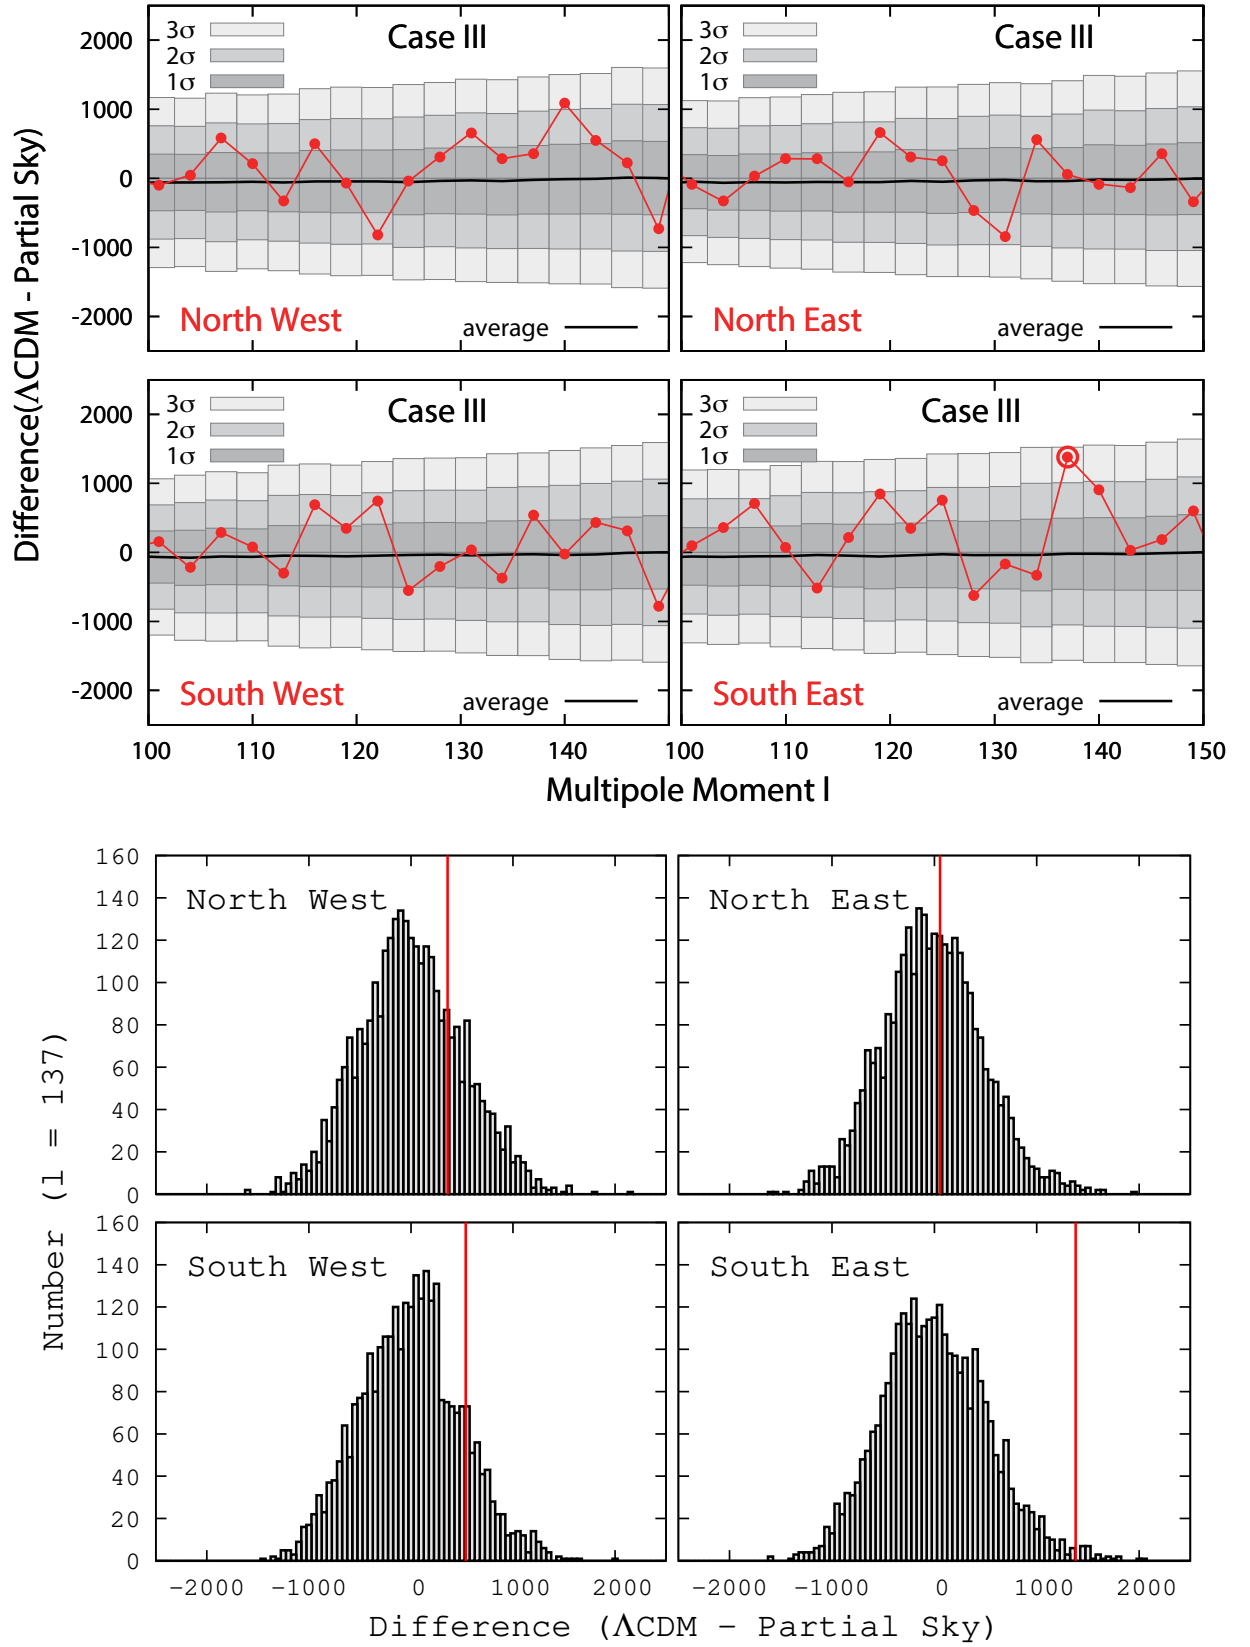 Difference(ΛCDM - Partial Sky)
2500
2000
1000
0
-1000
-2000
3σ
2σ
1σ
Case III
North West
average
3σ
2σ
1σ
Case III
North East
average
2000
1000
0
-1000
-2000
3σ
2σ
1σ
Case III
South West
average
3σ
2σ
1σ
Case III
South East
average
100 110 120 130 140
100 110 120 130 140 150
Multipole Moment l
Number (l = 137)
160
140
120
100
80
60
40
20
0
North West
North East
160
140
120
100
80
60
40
20
0
South West
South East
-2000 -1000 0 1000 2000
-2000 -1000 0 1000 2000
Difference (ΛCDM - Partial Sky)